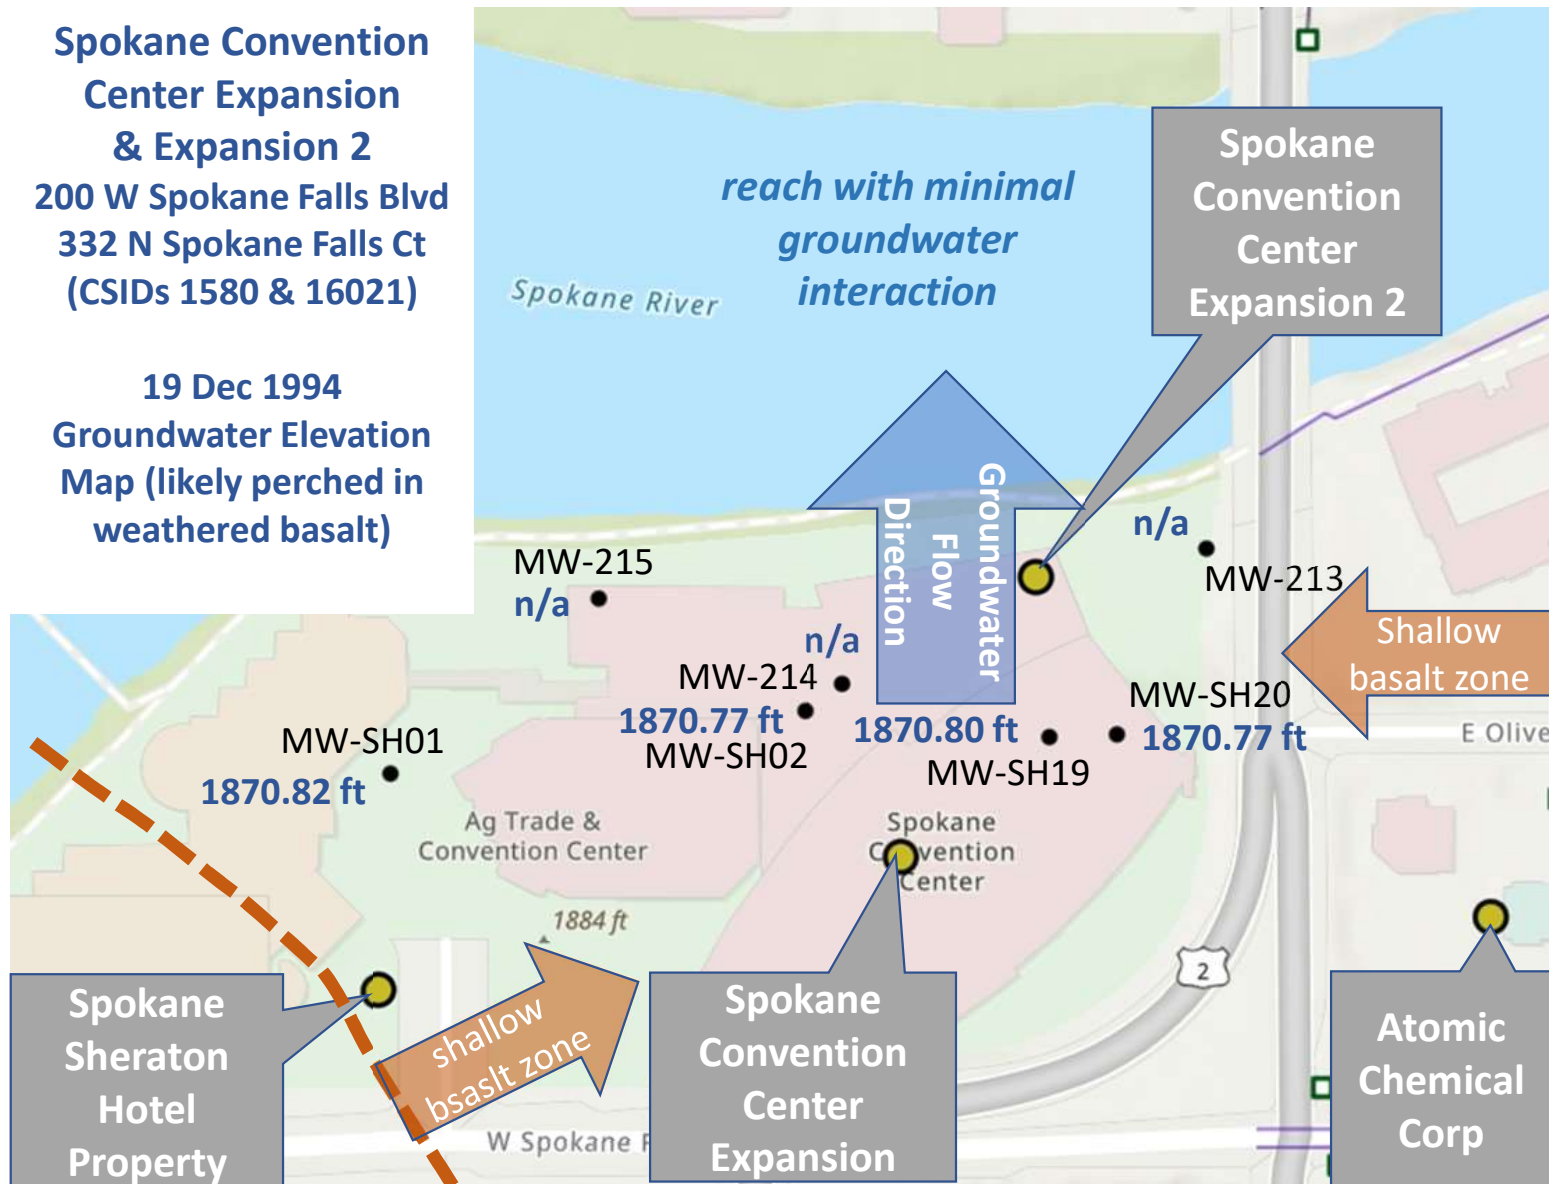 Spokane Convention
Center Expansion
& Expansion 2
200 W Spokane Falls Blvd
332 N Spokane Falls Ct
(CSIDs 1580 & 16021)
19 Dec 1994
Groundwater Elevation
Map (likely perched in
weathered basalt)
reach with minimal
groundwater
interaction
Spokane River
Spokane
Convention
Center
Expansion 2
Groundwater
Flow
Direction
MW-215
n/a
n/a
MW-213
n/a
MW-214
1870.77 ft
MW-SH02
1870.80 ft
MW-SH19
MW-SH20
1870.77 ft
Shallow
basalt zone
E Olive
MW-SH01
1870.82 ft
Ag Trade &
Convention Center
Spokane
C vention
Center
1884 ft
2
shallow
bsaslt zone
W Spokane F
Spokane
Sheraton
Hotel
Property
Spokane
Convention
Center
Expansion
Atomic
Chemical
Corp